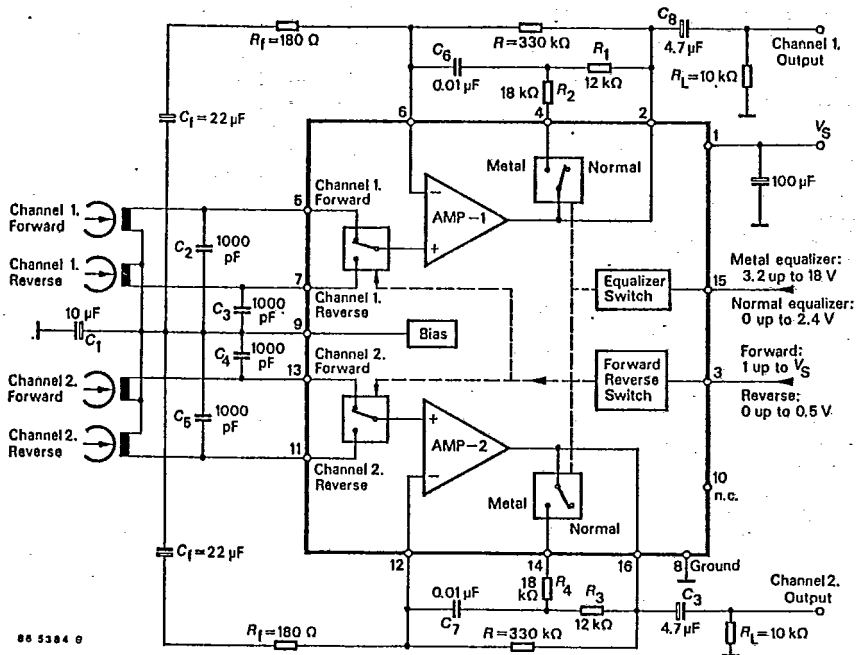 C8
Rf=180 Ω
R=330 kΩ
4.7 μF
Channel 1.
Output
C6
R1
0.01 μF
12 kΩ
18 kΩ
R2
RL=10 kΩ
Cf=22 μF
6
4
2
1
VS
100 μF
Metal
Normal
Channel 1.
Forward
5
Channel 1.
Forward
AMP-1
C2
1000
pF
Channel 1.
Reverse
7
Channel 1.
Reverse
C3
1000
pF
10 μF
C1
9
Bias
Equalizer
Switch
15
Metal equalizer:
3.2 up to 18 V
Normal equalizer:
0 up to 2.4 V
C4
1000
pF
Channel 2.
Forward
13
Channel 2.
Forward
Forward
Reverse
Switch
3
Forward:
1 up to VS
Reverse:
0 up to 0.5 V
C5
1000
pF
Channel 2.
Reverse
11
Channel 2.
Reverse
AMP-2
10
n.c.
Metal
Normal
Cf=22 μF
12
14
16
8
Ground
18
kΩ
R4
R3
12 kΩ
0.01 μF
C7
C3
4.7 μF
Channel 2.
Output
Rf=180 Ω
R=330 kΩ
RL=10 kΩ
86 5384 e